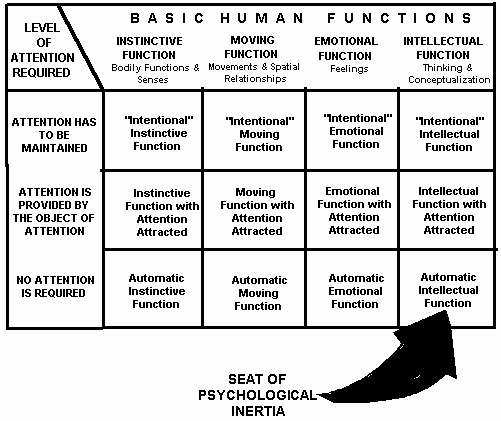 BASIC HUMAN FUNCTIONS
LEVEL
OF
ATTENTION
REQUIRED
INSTINCTIVE
FUNCTION
Bodily Functions &
Senses
MOVING
FUNCTION
Movements & Spatial
Relationships
EMOTIONAL
FUNCTION
Feelings
INTELLECTUAL
FUNCTION
Thinking &
Conceptualization
ATTENTION HAS
TO BE
MAINTAINED
"Intentional"
Instinctive
Function
"Intentional"
Moving
Function
"Intentional"
Emotional
Function
"Intentional"
Intellectual
Function
ATTENTION IS
PROVIDED BY
THE OBJECT OF
ATTENTION
Instinctive
Function with
Attention
Attracted
Moving
Function with
Attention
Attracted
Emotional
Function with
Attention
Attracted
Intellectual
Function with
Attention
Attracted
NO ATTENTION
IS REQUIRED
Automatic
Instinctive
Function
Automatic
Moving
Function
Automatic
Emotional
Function
Automatic
Intellectual
Function
SEAT OF
PSYCHOLOGICAL
INERTIA